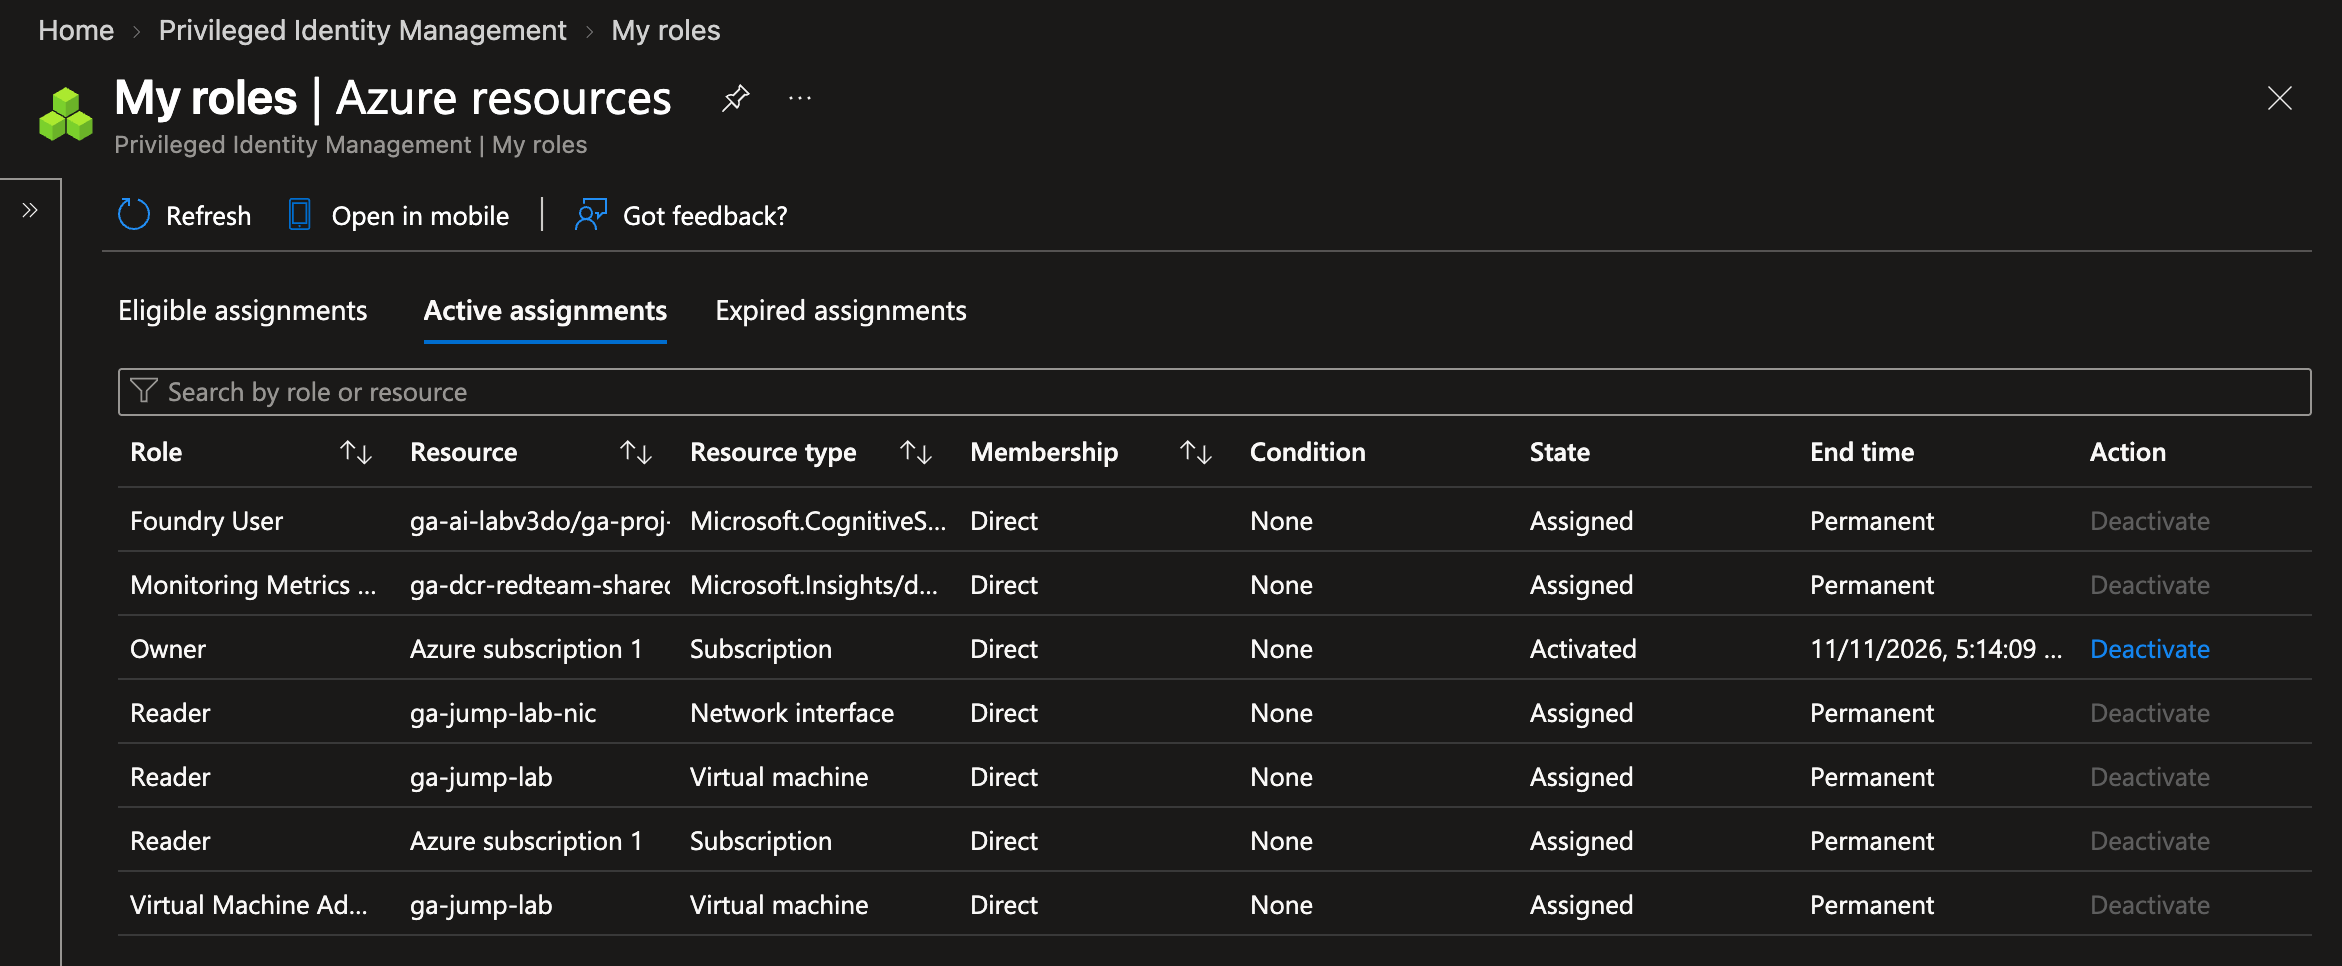 Home > Privileged Identity Management > My roles
My roles | Azure resources
Privileged Identity Management | My roles
Refresh Open in mobile Got feedback?
Eligible assignments Active assignments Expired assignments
Search by role or resource
Role Resource Resource type Membership Condition State End time Action
Foundry User ga-ai-labv3do/ga-proj- Microsoft.CognitiveS... Direct None Assigned Permanent Deactivate
Monitoring Metrics ... ga-dcr-redteam-shared Microsoft.Insights/d... Direct None Assigned Permanent Deactivate
Owner Azure subscription 1 Subscription Direct None Activated 11/11/2026, 5:14:09 ... Deactivate
Reader ga-jump-lab-nic Network interface Direct None Assigned Permanent Deactivate
Reader ga-jump-lab Virtual machine Direct None Assigned Permanent Deactivate
Reader Azure subscription 1 Subscription Direct None Assigned Permanent Deactivate
Virtual Machine Ad... ga-jump-lab Virtual machine Direct None Assigned Permanent Deactivate